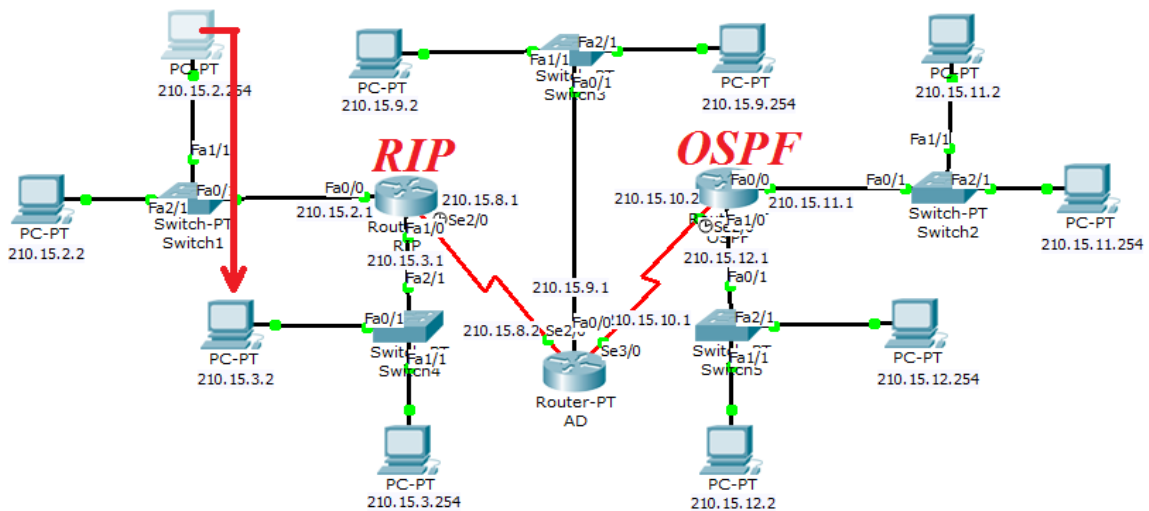 PC-PT
210.15.2.254
Fa1/1
Fa0/1
Fa2/1
Switch-PT
Switch1
PC-PT
210.15.2.2
PC-PT
210.15.9.2
Fa2/1
Fa1/1
Fa0/1
Switch3
PC-PT
210.15.9.254
PC-PT
210.15.11.2
Fa1/1
RIP
OSPF
Fa0/0
210.15.2.1
210.15.8.1
Se2/0
Fa1/0
RIP
210.15.3.1
Fa2/1
210.15.10.2
Fa0/0
210.15.11.1
Fa1/0
OSPF
210.15.12.1
Fa0/1
Fa0/1
Fa2/1
Switch-PT
Switch2
PC-PT
210.15.11.254
PC-PT
210.15.3.2
Fa0/1
Fa1/1
Switch4
PC-PT
210.15.3.254
210.15.9.1
210.15.8.2
Fa0/0
210.15.10.1
Se3/0
Router-PT
AD
Fa2/1
Fa1/1
Switch5
PC-PT
210.15.12.254
PC-PT
210.15.12.2